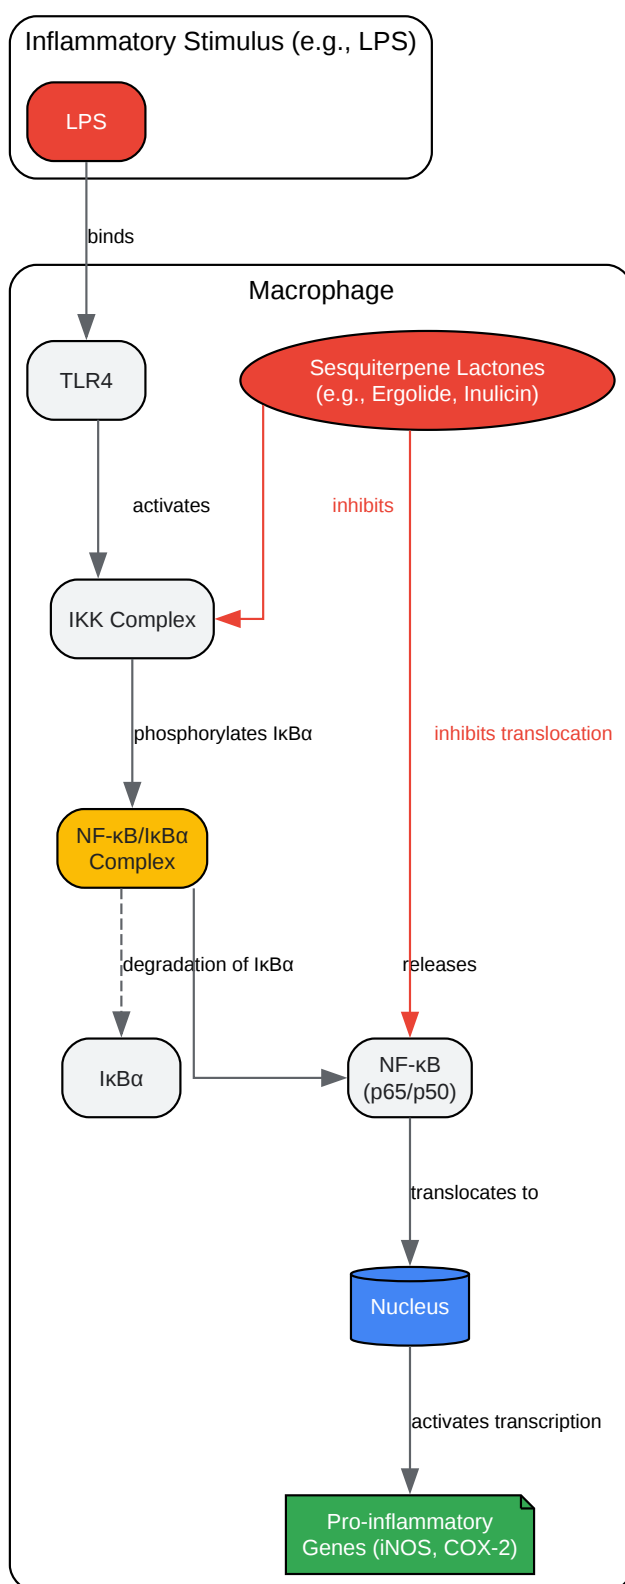 Inflammatory Stimulus (e.g., LPS)
LPS
binds
Macrophage
TLR4
Sesquiterpene Lactones
(e.g., Ergolide, Inulicin)
activates
inhibits
IKK Complex
phosphorylates IκBα
inhibits translocation
NF-κB/IκBα
Complex
degradation of IκBα
releases
IκBα
NF-κB
(p65/p50)
translocates to
Nucleus
activates transcription
Pro-inflammatory
Genes (iNOS, COX-2)